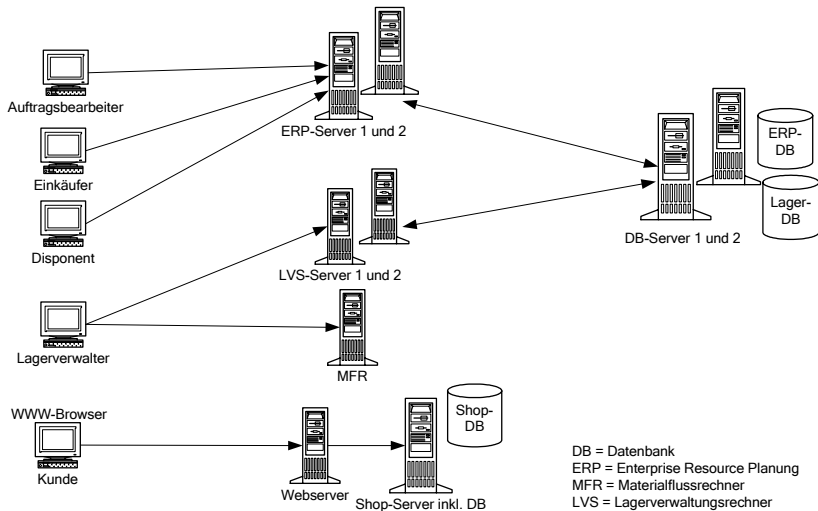 Auftragsbearbeiter
ERP-Server 1 und 2
ERP-
DB
Einkäufer
Lager-
DB
Disponent
DB-Server 1 und 2
LVS-Server 1 und 2
Lagerverwalter
MFR
WWW-Browser
Shop-
DB
Kunde
Webserver
Shop-Server inkl. DB
DB = Datenbank
ERP = Enterprise Resource Planung
MFR = Materialflussrechner
LVS = Lagerverwaltungsrechner